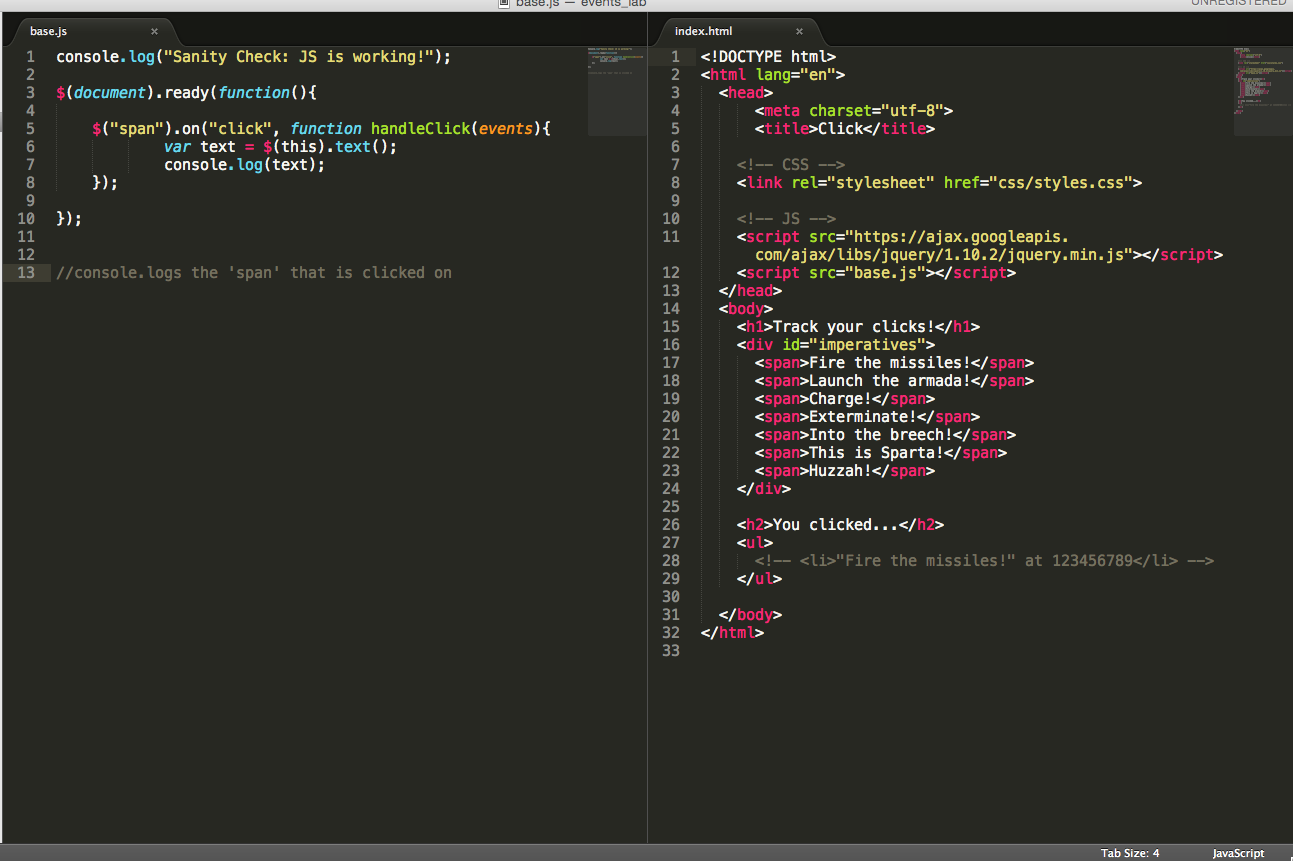 base.js — events_lab
UNREGISTERED
base.js ×
1 console.log("Sanity Check: JS is working!");
2
3 $(document).ready(function(){
4
5 $("span").on("click", function handleClick(events){
6 var text = $(this).text();
7 console.log(text);
8 });
9
10 });
11
12
13 //console.logs the 'span' that is clicked on
index.html ×
1 <!DOCTYPE html>
2 <html lang="en">
3 <head>
4 <meta charset="utf-8">
5 <title>Click</title>
6
7 <!-- CSS -->
8 <link rel="stylesheet" href="css/styles.css">
9
10 <!-- JS -->
11 <script src="https://ajax.googleapis.
com/ajax/libs/jquery/1.10.2/jquery.min.js"></script>
12 <script src="base.js"></script>
13 </head>
14 <body>
15 <h1>Track your clicks!</h1>
16 <div id="imperatives">
17 <span>Fire the missiles!</span>
18 <span>Launch the armada!</span>
19 <span>Charge!</span>
20 <span>Exterminate!</span>
21 <span>Into the breech!</span>
22 <span>This is Sparta!</span>
23 <span>Huzzah!</span>
24 </div>
25
26 <h2>You clicked...</h2>
27 <ul>
28 <!-- <li>"Fire the missiles!" at 123456789</li> -->
29 </ul>
30
31 </body>
32 </html>
33
Tab Size: 4
JavaScript